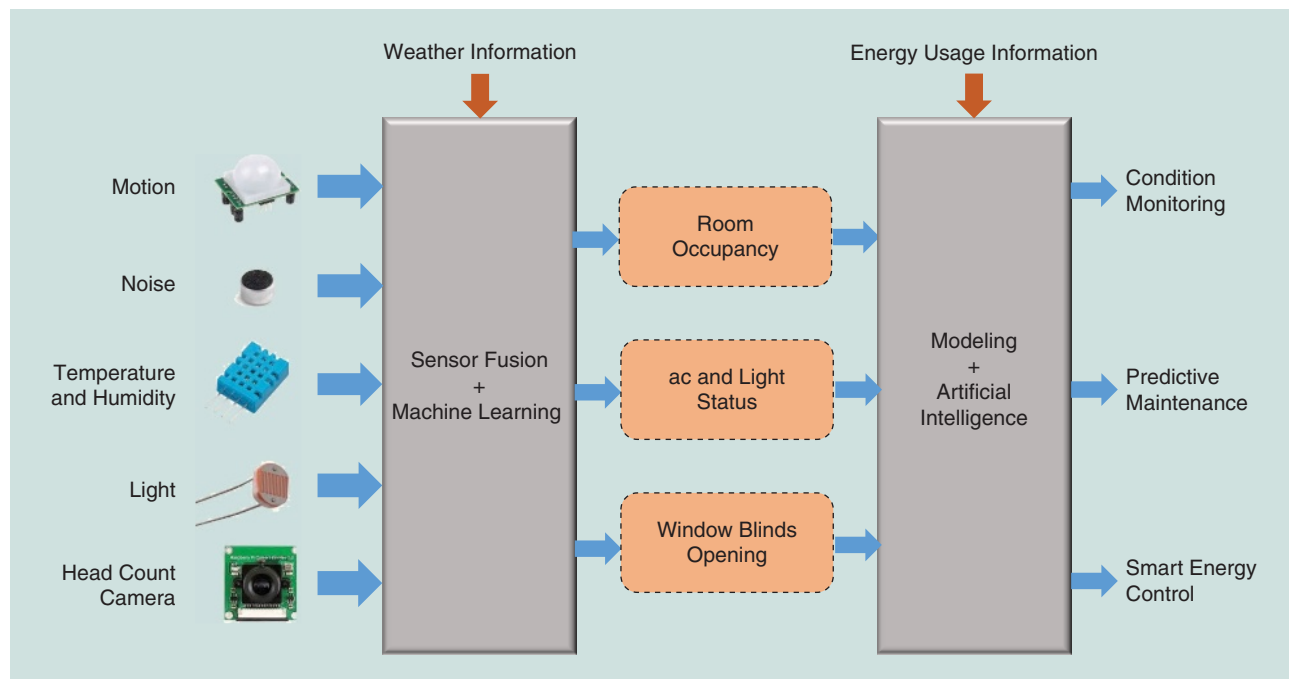 Weather Information
Energy Usage Information
Motion
Noise
Temperature
and Humidity
Light
Head Count
Camera
Sensor Fusion
+
Machine Learning
Room
Occupancy
ac and Light
Status
Window Blinds
Opening
Modeling
+
Artificial
Intelligence
Condition
Monitoring
Predictive
Maintenance
Smart Energy
Control